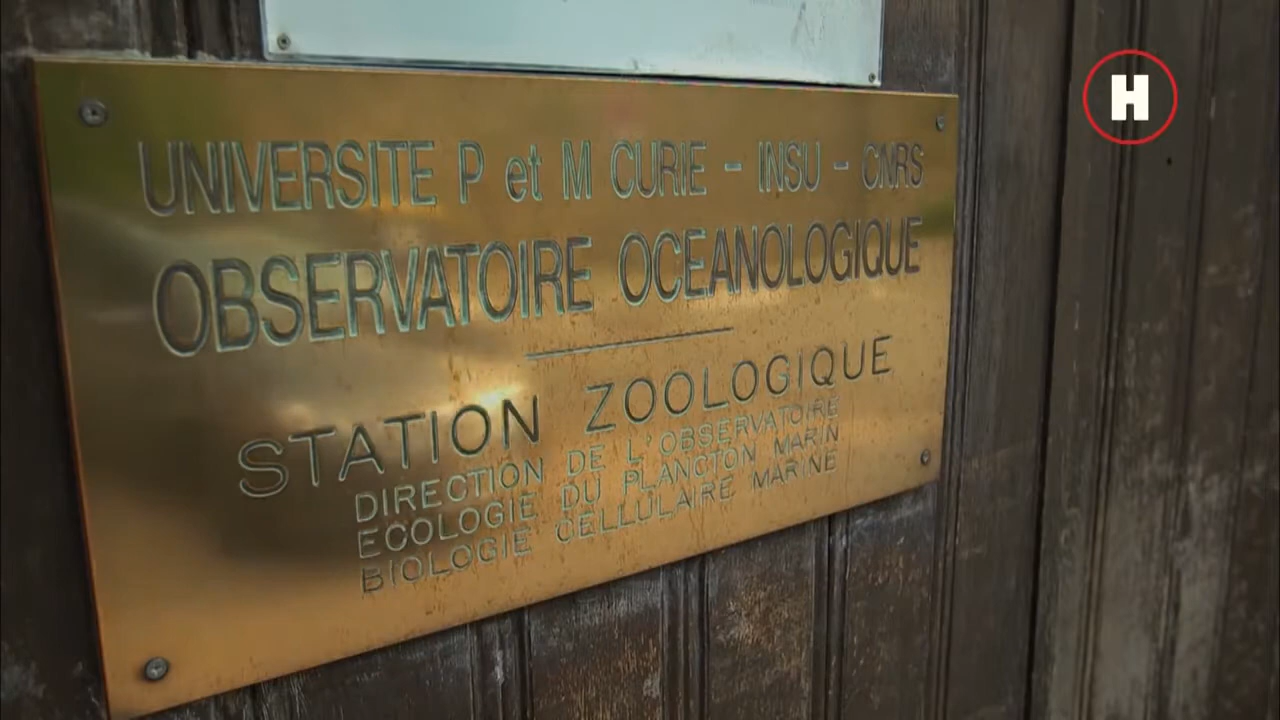 H
UNIVERSITE P et M CURIE - INSU - CNRS
OBSERVATOIRE OCEANOLOGIQUE
STATION ZOOLOGIQUE
DIRECTION DE L'OBSERVATOIRE
ECOLOGIE DU PLANCTON MARIN
BIOLOGIE CELLULAIRE MARINE